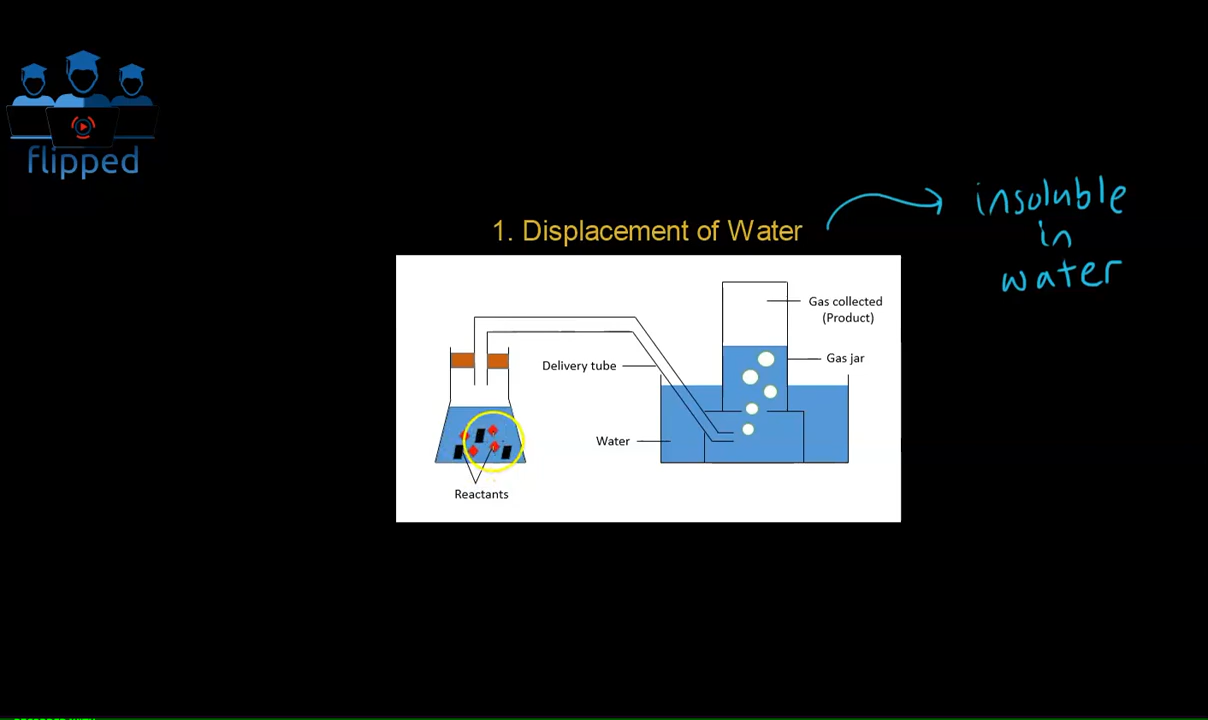 flipped
insoluble
in
water
1. Displacement of Water
Gas collected
(Product)
Gas jar
Delivery tube
Water
Reactants